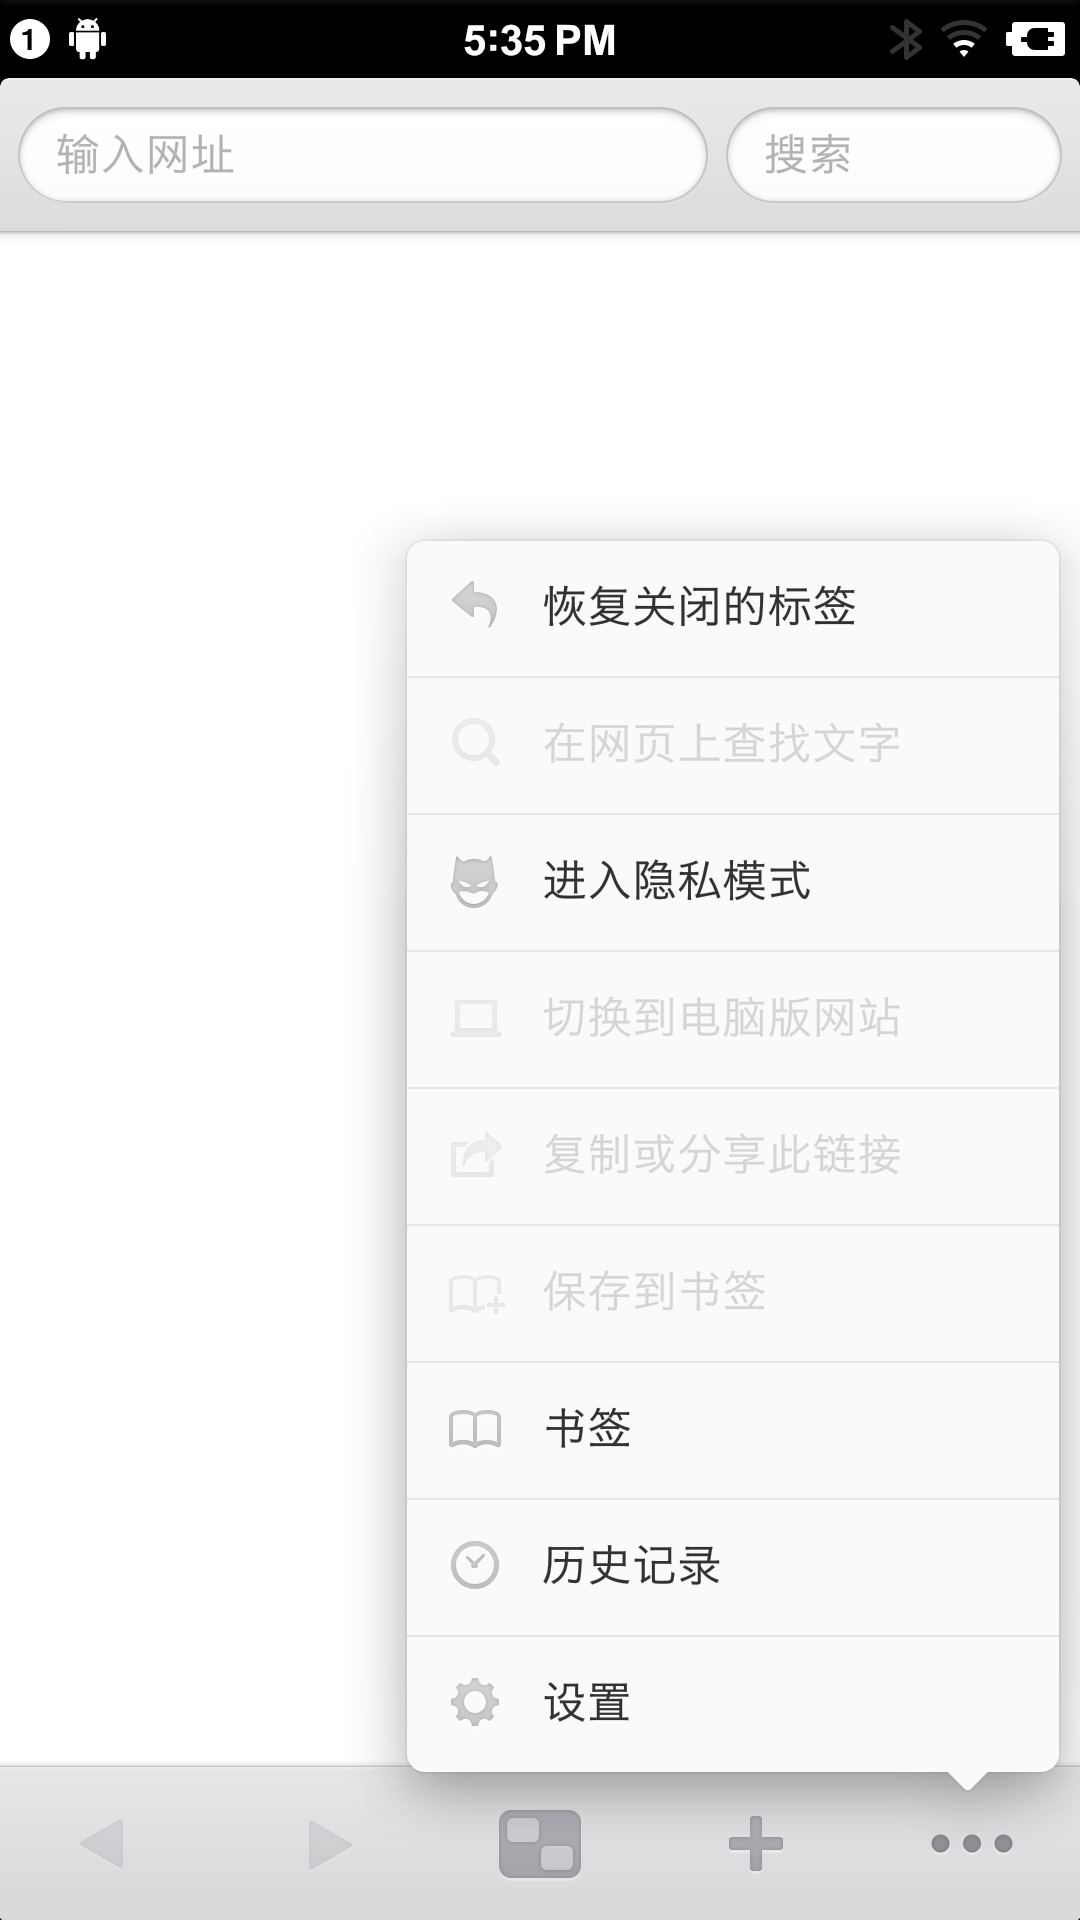 1
5:35 PM
输入网址
搜索
恢复关闭的标签
在网页上查找文字
进入隐私模式
切换到电脑版网站
复制或分享此链接
保存到书签
书签
历史记录
设置